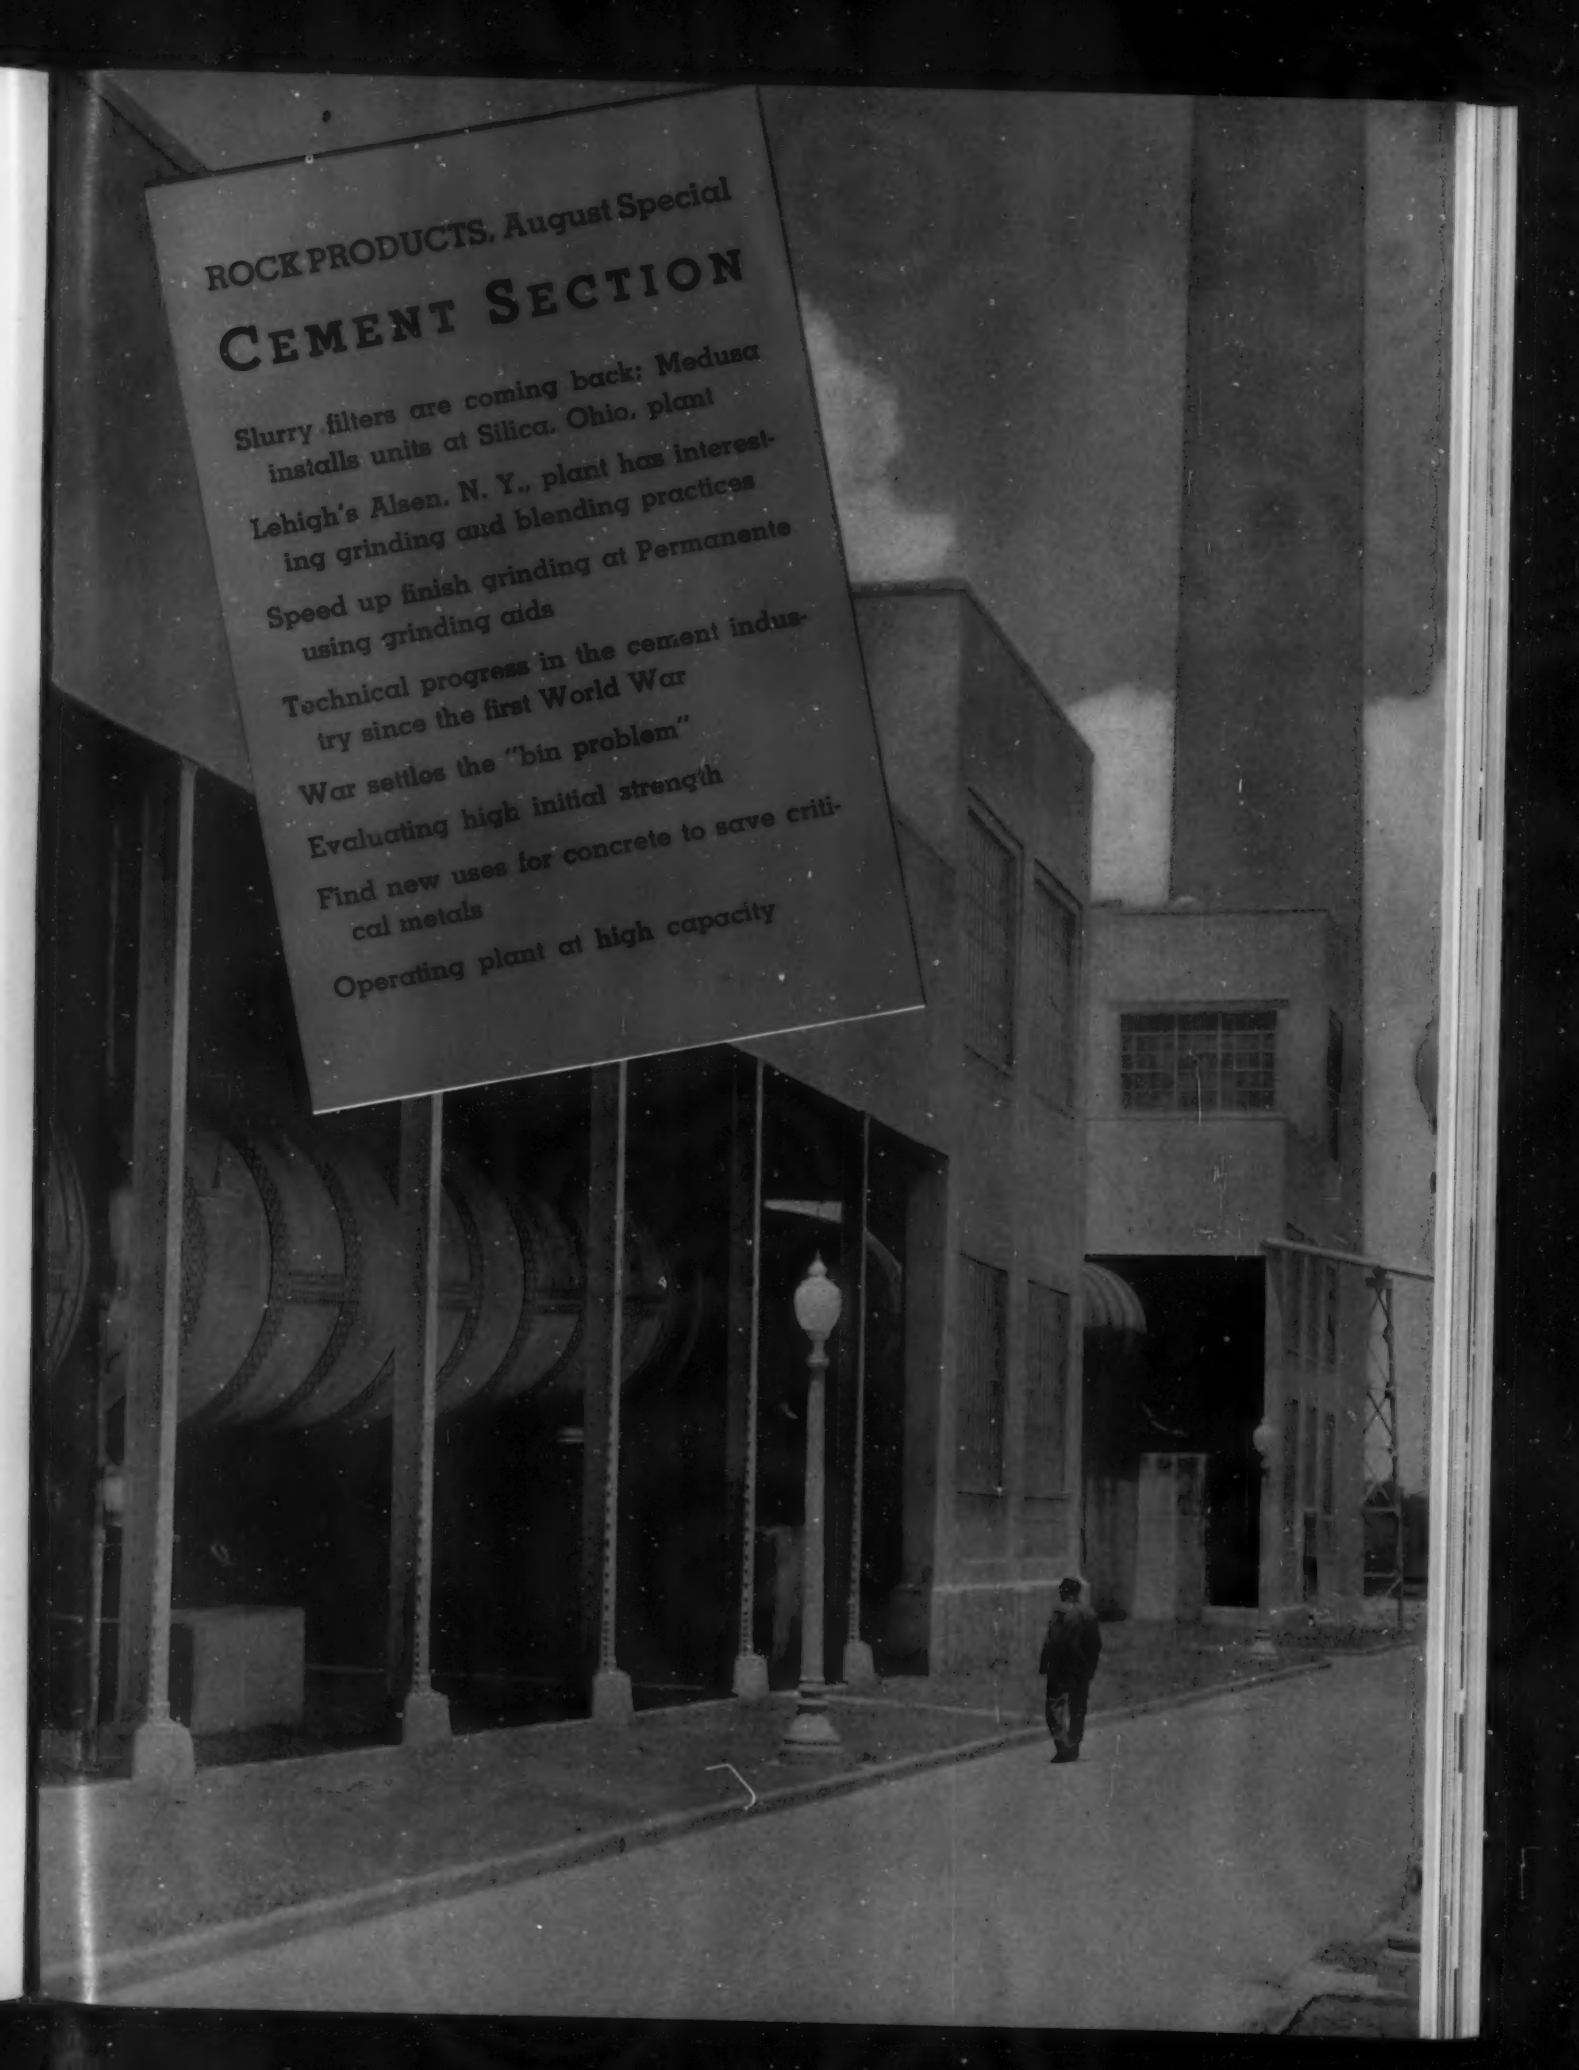 ROCK PRODUCTS, August Special
CEMENT SECTION
Slurry filters are coming back; Medusa
installs units at Silica, Ohio, plant
Lehigh's Alsen, N. Y., plant has interest-
ing grinding and blending practices
Speed up finish grinding at Permanente
using grinding aids
Technical progress in the cement indus-
try since the first World War
War settles the "bin problem"
Evaluating high initial strength
Find new uses for concrete to save criti-
cal metals
Operating plant at high capacity